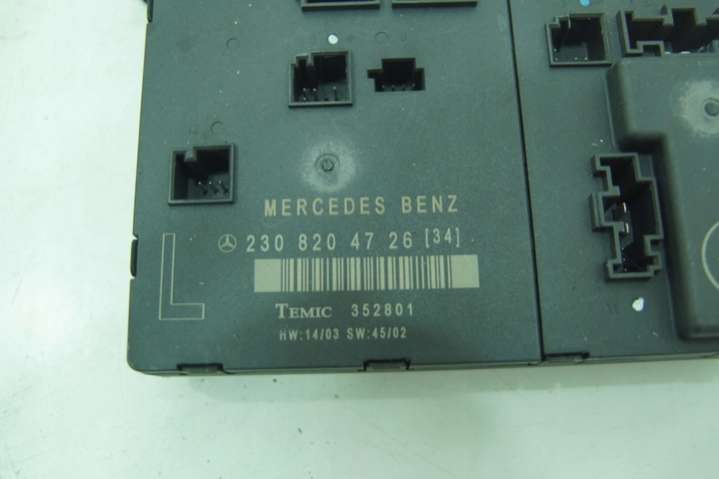 MERCEDES BENZ
230 820 47 26 [34]
L
TEMIC 352801
HW:14/03 SW:45/02